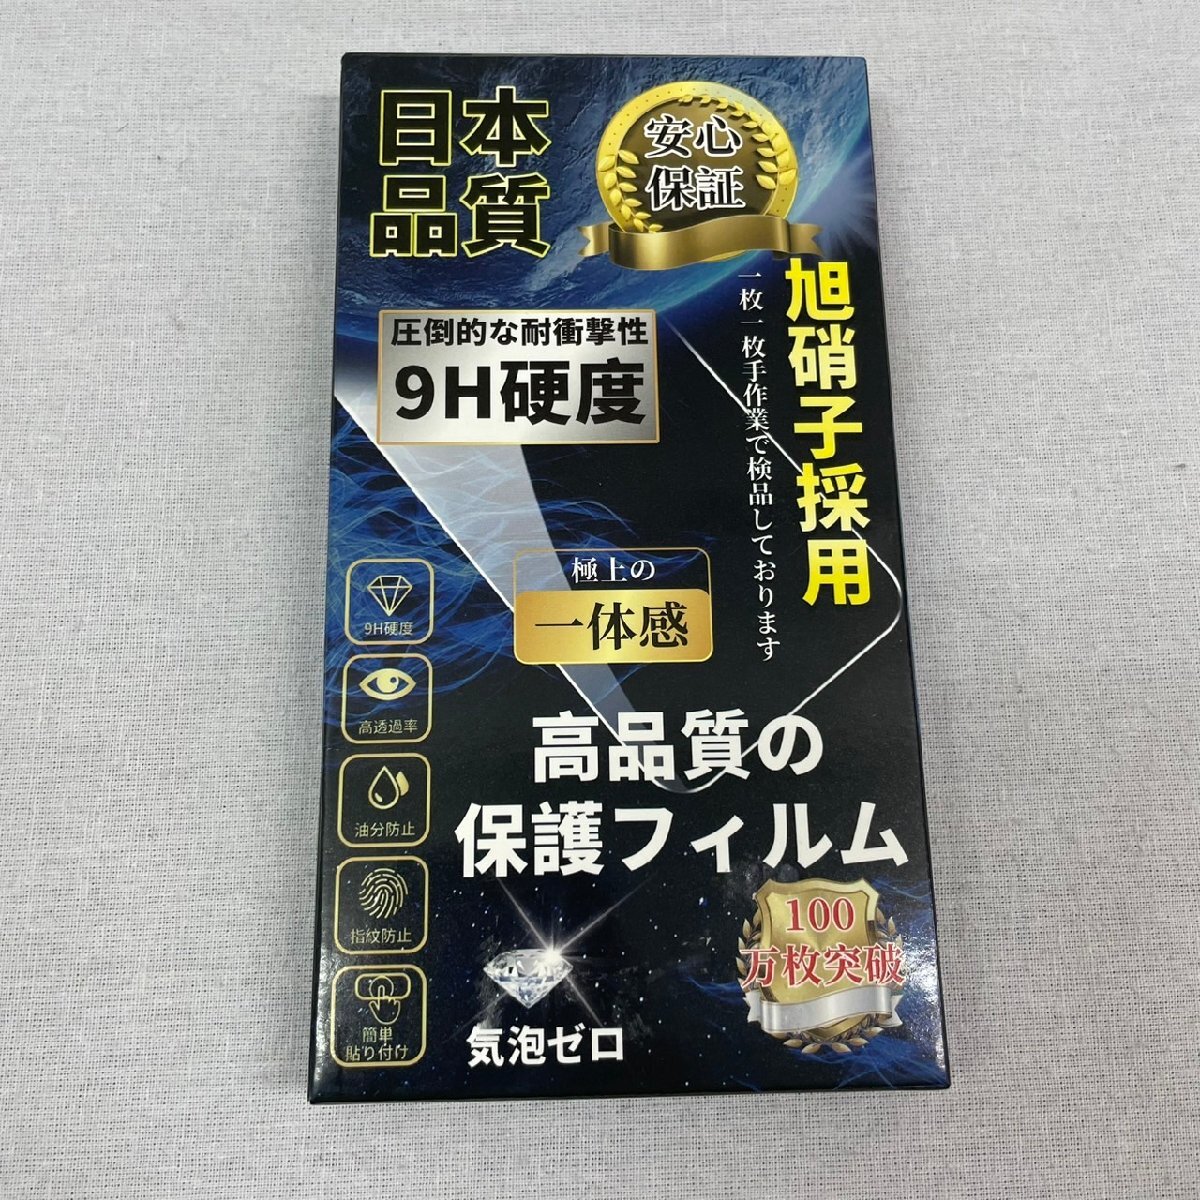 日本
品質
安心
保証
旭硝子採用
一枚一枚手作業で検品しております
圧倒的な耐衝撃性
9H硬度
極上の
一体感
9H硬度
高透過率
油分防止
指紋防止
簡単
貼り付け
高品質の
保護フィルム
100
万枚突破
気泡ゼロ